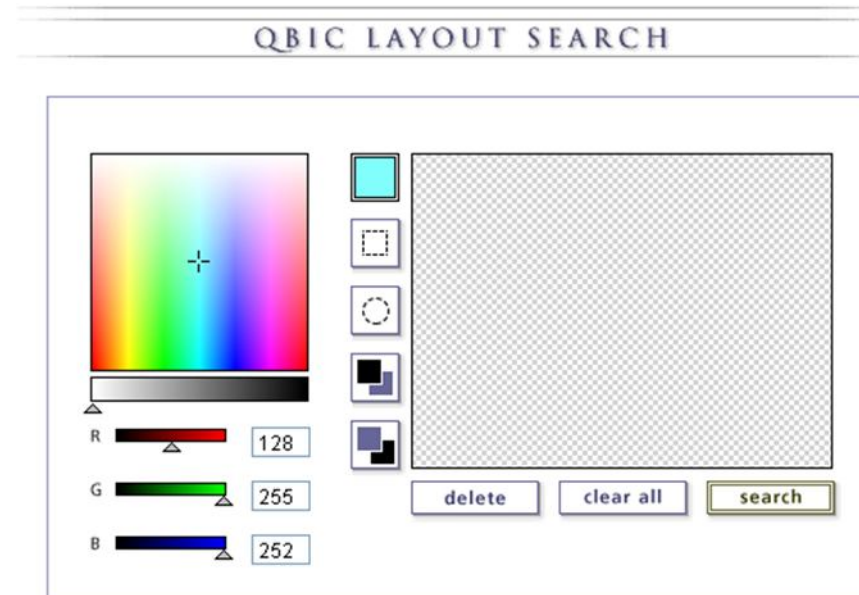 QBIC LAYOUT SEARCH
R 128
G 255
B 252
delete clear all search